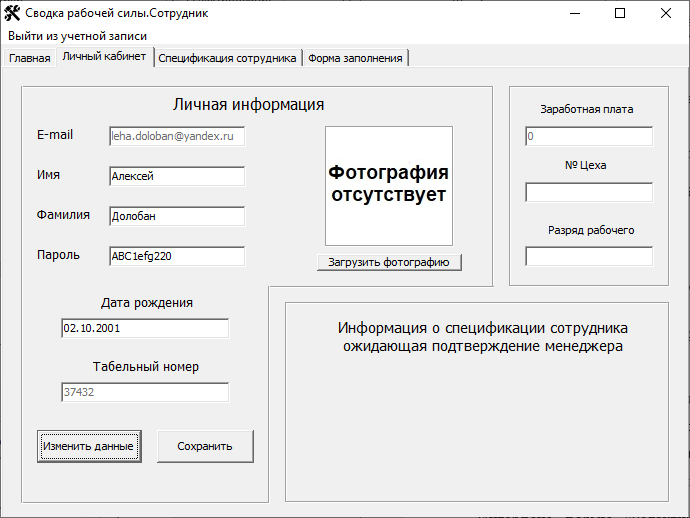 Сводка рабочей силы.Сотрудник
Выйти из учетной записи
Главная
Личный кабинет
Спецификация сотрудника
Форма заполнения
Личная информация
E-mail
leha.doloban@yandex.ru
Имя
Алексей
Фамилия
Долобан
Пароль
ABC1efg220
Фотография
отсутствует
Загрузить фотографию
Дата рождения
02.10.2001
Табельный номер
37432
Изменить данные
Сохранить
Заработная плата
0
№ Цеха
Разряд рабочего
Информация о спецификации сотрудника
ожидающая подтверждение менеджера